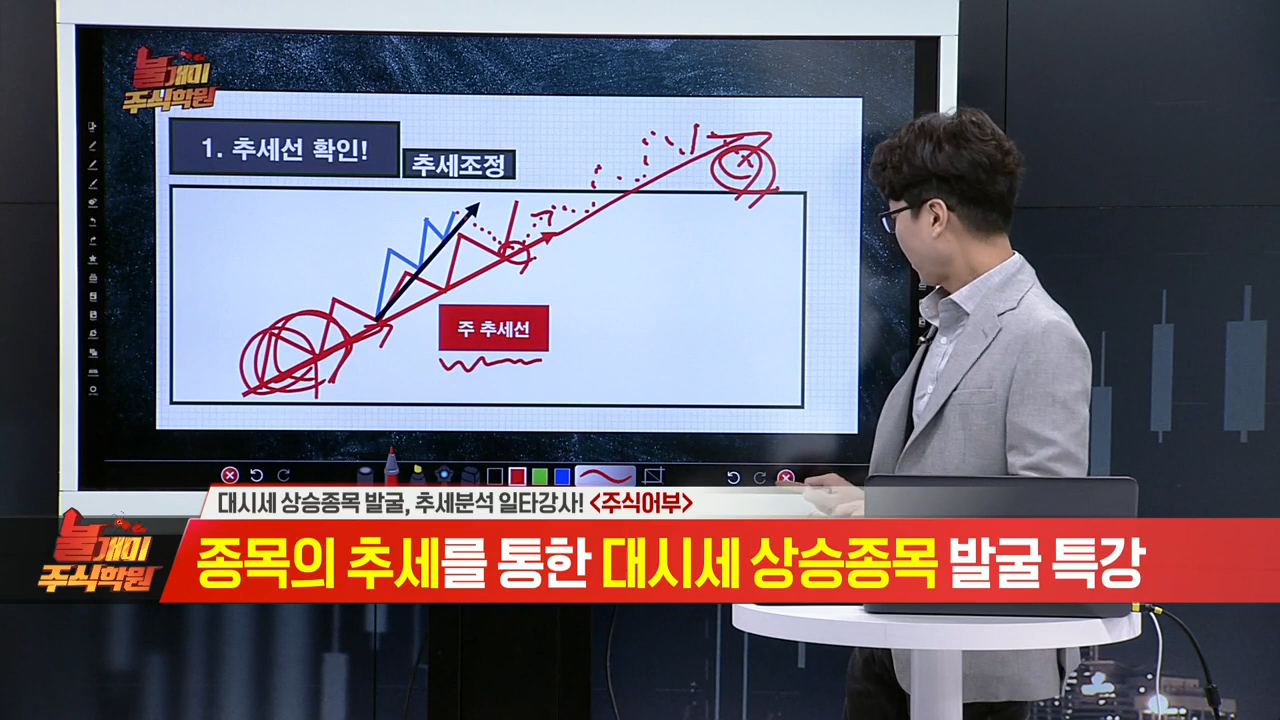 불개미
주식학원
1. 추세선 확인!
추세조정
주 추세선
대시세 상승종목 발굴, 추세분석 일타강사! <주식어부>
불개미
주식학원
종목의 추세를 통한 대시세 상승종목 발굴 특강